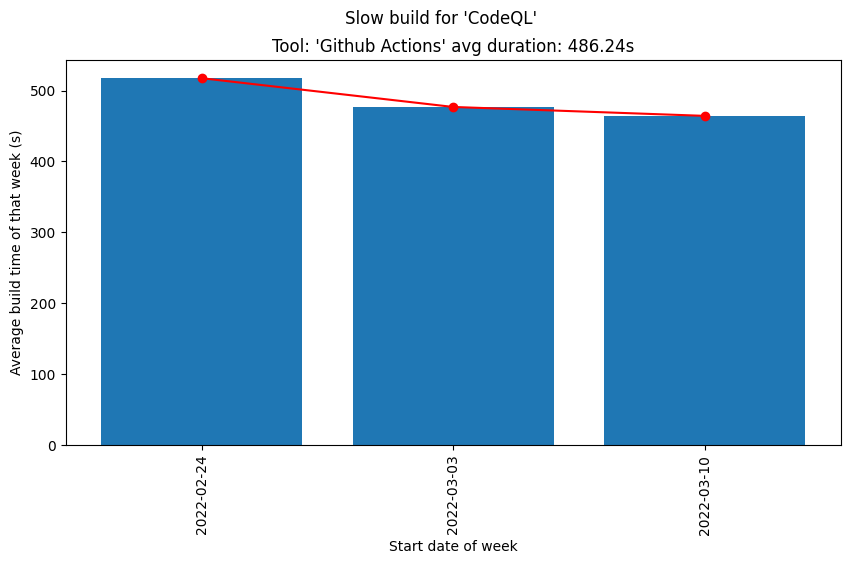 Slow build for 'CodeQL'
Tool: 'Github Actions' avg duration: 486.24s
Average build time of that week (s)
500
400
300
200
100
0
2022-02-24
2022-03-03
2022-03-10
Start date of week